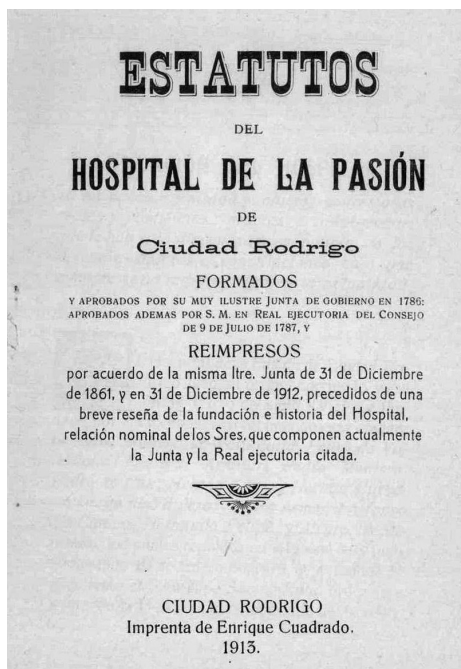 ESTATUTOS
DEL
HOSPITAL DE LA PASIÓN
DE
Ciudad Rodrigo
FORMADOS
Y APROBADOS POR SU MUY ILUSTRE JUNTA DE GOBIERNO EN 1786:
APROBADOS ADEMAS POR S. M. EN REAL EJECUTORIA DEL CONSEJO
DE 9 DE JULIO DE 1787, Y
REIMPRESOS
por acuerdo de la misma Itre. Junta de 31 de Diciembre
de 1861, y en 31 de Diciembre de 1912, precedidos de una
breve reseña de la fundación e historia del Hospital,
relación nominal de los Sres. que componen actualmente
la Junta y la Real ejecutoria citada.
CIUDAD RODRIGO
Imprenta de Enrique Cuadrado.
1913.